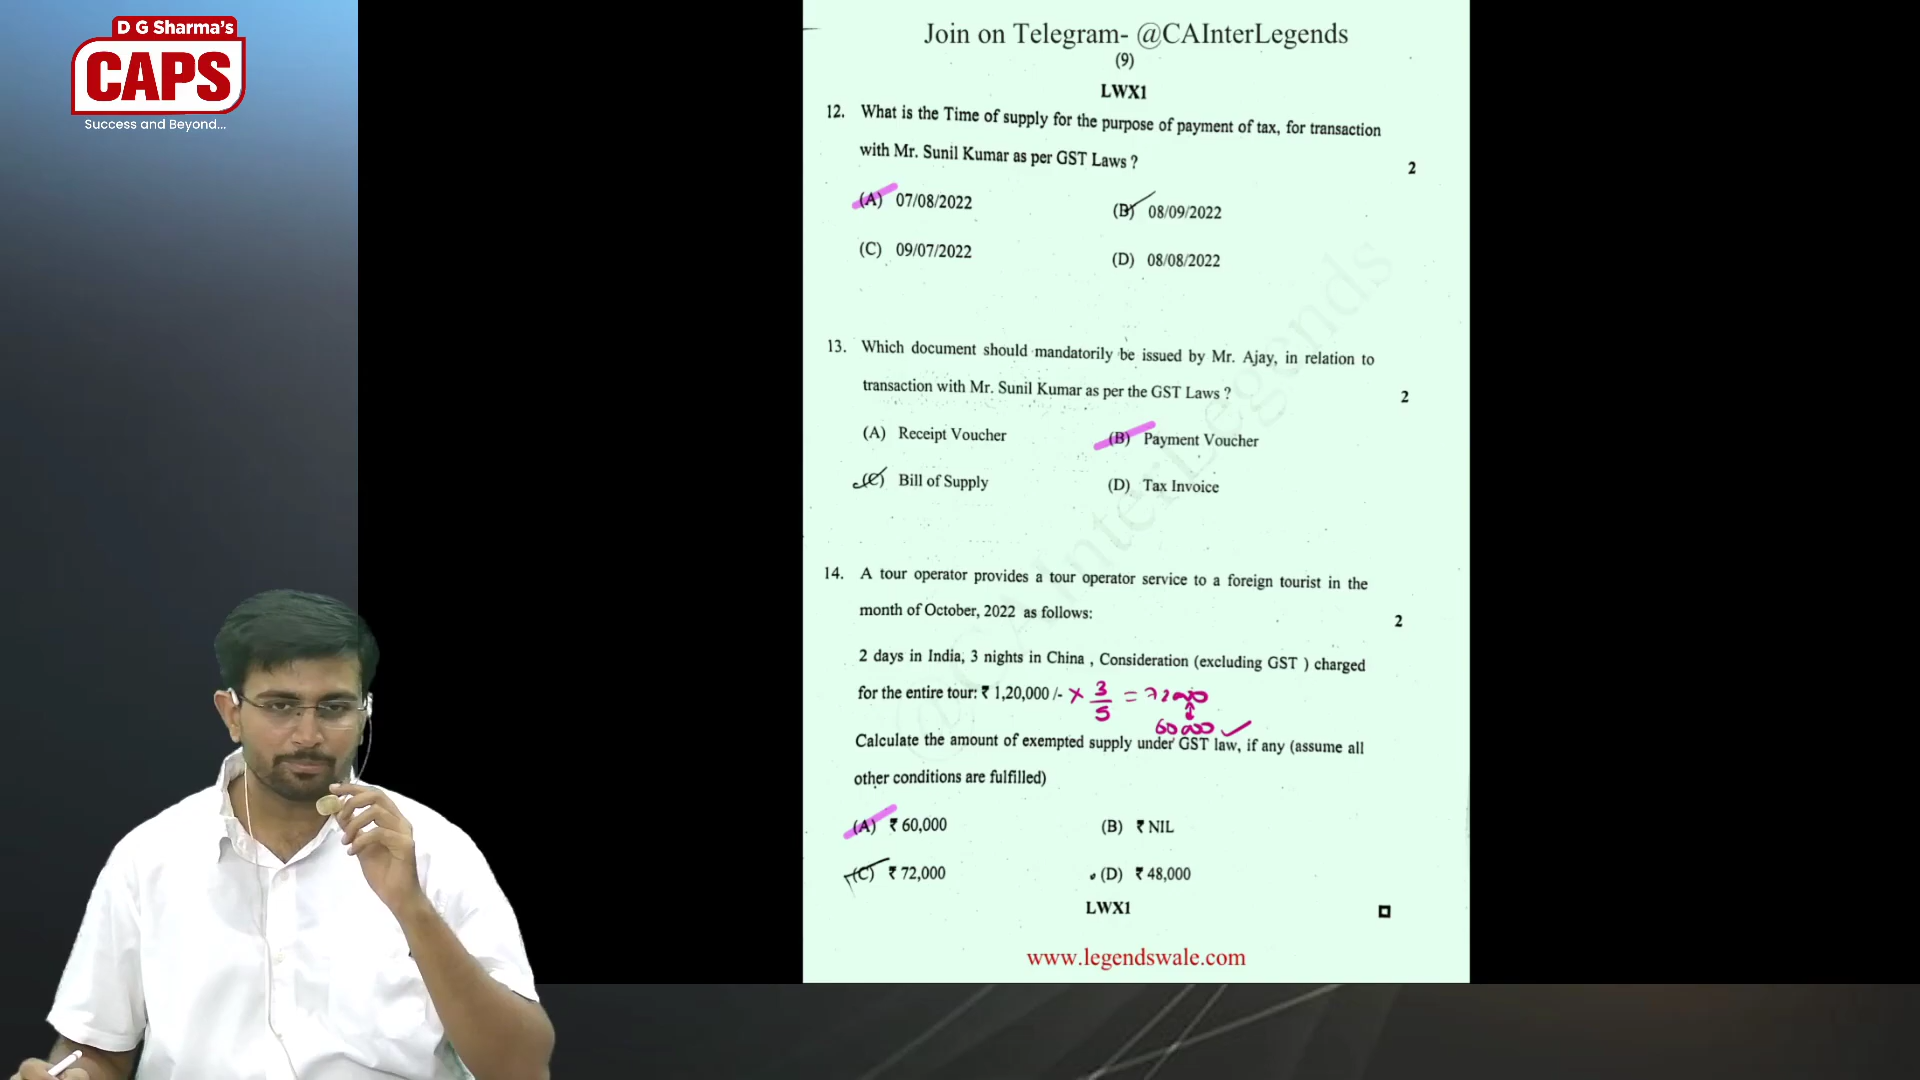 D G Sharma's
CAPS
Success and Beyond...
Join on Telegram- @CAInterLegends
(9)
LWX1
12. What is the Time of supply for the purpose of payment of tax, for transaction
with Mr. Sunil Kumar as per GST Laws ?
2
(A) 07/08/2022 (B) 08/09/2022
(C) 09/07/2022 (D) 08/08/2022
13. Which document should mandatorily be issued by Mr. Ajay, in relation to
transaction with Mr. Sunil Kumar as per the GST Laws ?
2
(A) Receipt Voucher (B) Payment Voucher
(C) Bill of Supply (D) Tax Invoice
14. A tour operator provides a tour operator service to a foreign tourist in the
month of October, 2022 as follows:
2
2 days in India, 3 nights in China , Consideration (excluding GST ) charged
for the entire tour: ₹ 1,20,000 /- × 3/5 = 72000
60000
Calculate the amount of exempted supply under GST law, if any (assume all
other conditions are fulfilled)
(A) ₹ 60,000 (B) ₹ NIL
(C) ₹ 72,000 (D) ₹ 48,000
LWX1
www.legendswale.com
@CAInterLegends